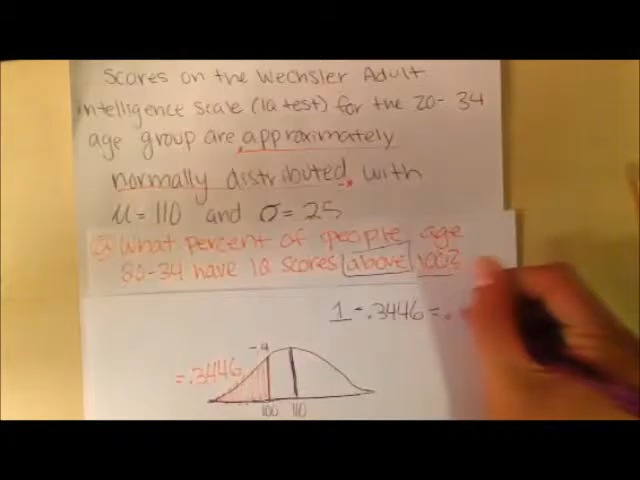 Scores on the Wechsler Adult
intelligence scale (IQ test) for the 20-34
age group are approximately
normally distributed with
μ = 110 and σ = 25
What percent of people age
20-34 have IQ scores above 100?
1 - .3446 = .
-.4
= .3446
100 110